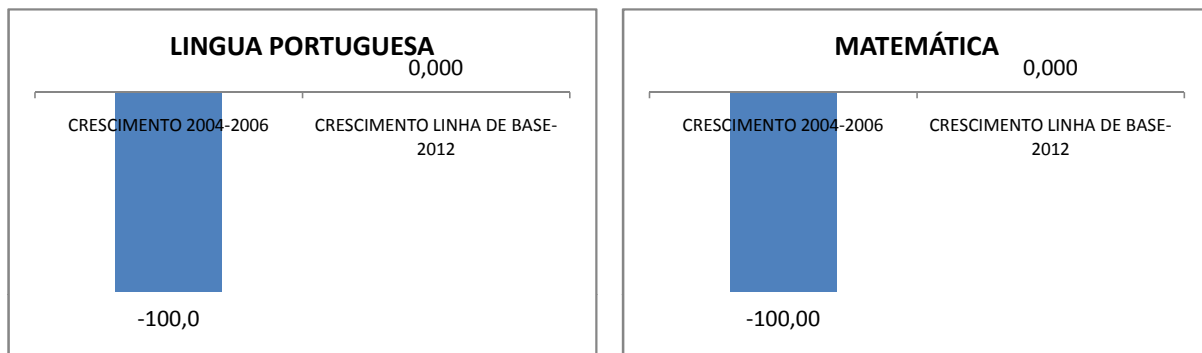 LINGUA PORTUGUESA
0,000
CRESCIMENTO 2004-2006
CRESCIMENTO LINHA DE BASE-
2012
-100,0
MATEMÁTICA
0,000
CRESCIMENTO 2004-2006
CRESCIMENTO LINHA DE BASE-
2012
-100,00